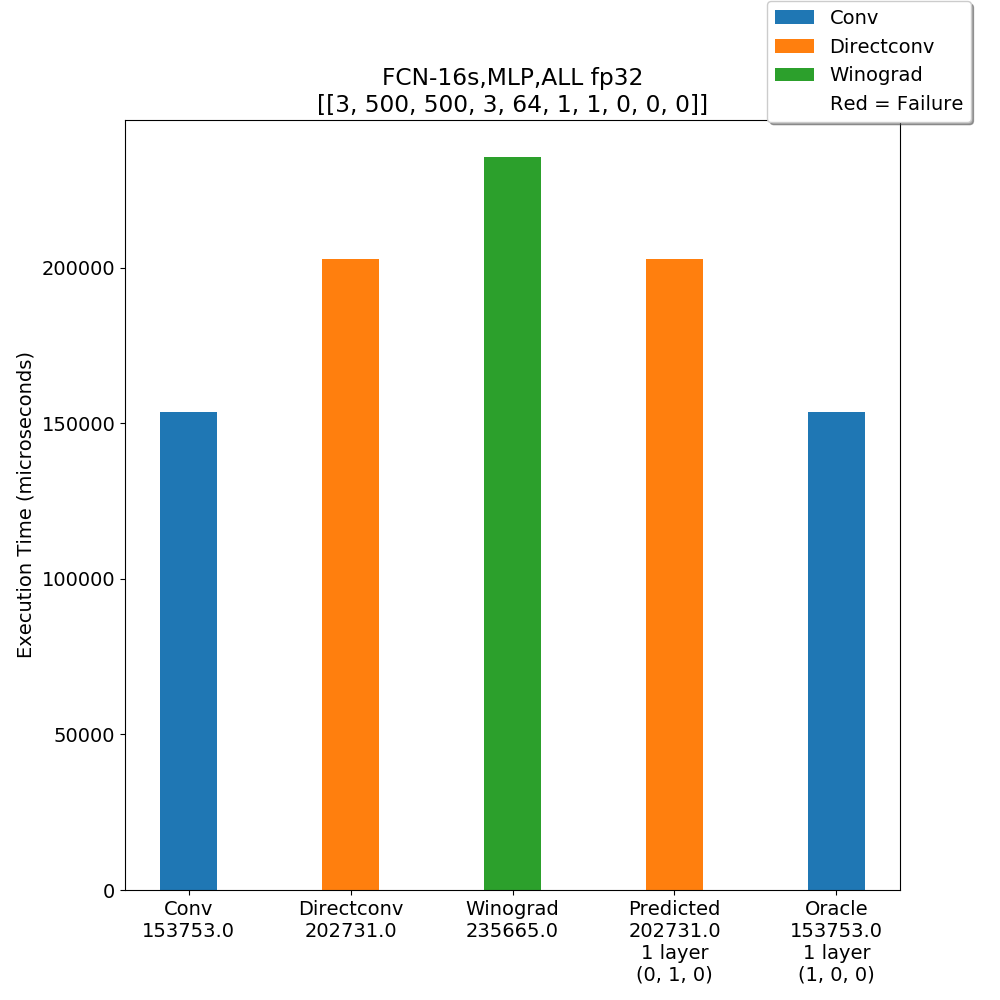 Conv
Directconv
Winograd
Red = Failure
FCN-16s,MLP,ALL fp32
[[3, 500, 500, 3, 64, 1, 1, 0, 0, 0]]
Execution Time (microseconds)
200000
150000
100000
50000
0
Conv
153753.0
Directconv
202731.0
Winograd
235665.0
Predicted
202731.0
1 layer
(0, 1, 0)
Oracle
153753.0
1 layer
(1, 0, 0)